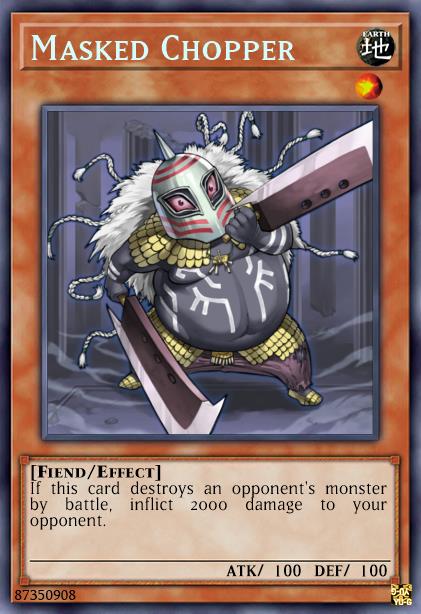 Masked Chopper
EARTH
地
[Fiend/Effect]
If this card destroys an opponent's monster
by battle, inflict 2000 damage to your
opponent.
ATK/ 100 DEF/ 100
87350908